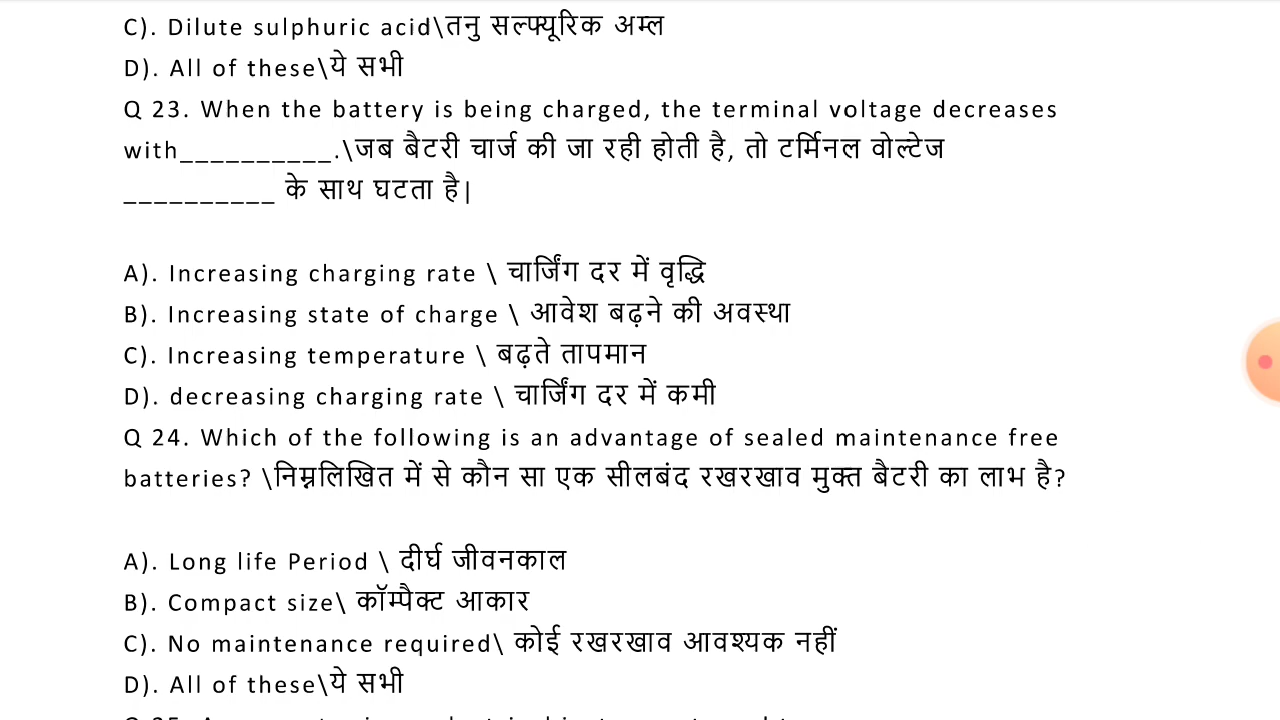 C). Dilute sulphuric acid\तनु सल्फ्यूरिक अम्ल
D). All of these\ये सभी
Q 23. When the battery is being charged, the terminal voltage decreases
with__________.\जब बैटरी चार्ज की जा रही होती है, तो टर्मिनल वोल्टेज
__________ के साथ घटता है|
A). Increasing charging rate \ चार्जिंग दर में वृद्धि
B). Increasing state of charge \ आवेश बढ़ने की अवस्था
C). Increasing temperature \ बढ़ते तापमान
D). decreasing charging rate \ चार्जिंग दर में कमी
Q 24. Which of the following is an advantage of sealed maintenance free
batteries? \निम्नलिखित में से कौन सा एक सीलबंद रखरखाव मुक्त बैटरी का लाभ है?
A). Long life Period \ दीर्घ जीवनकाल
B). Compact size\ कॉम्पैक्ट आकार
C). No maintenance required\ कोई रखरखाव आवश्यक नहीं
D). All of these\ये सभी